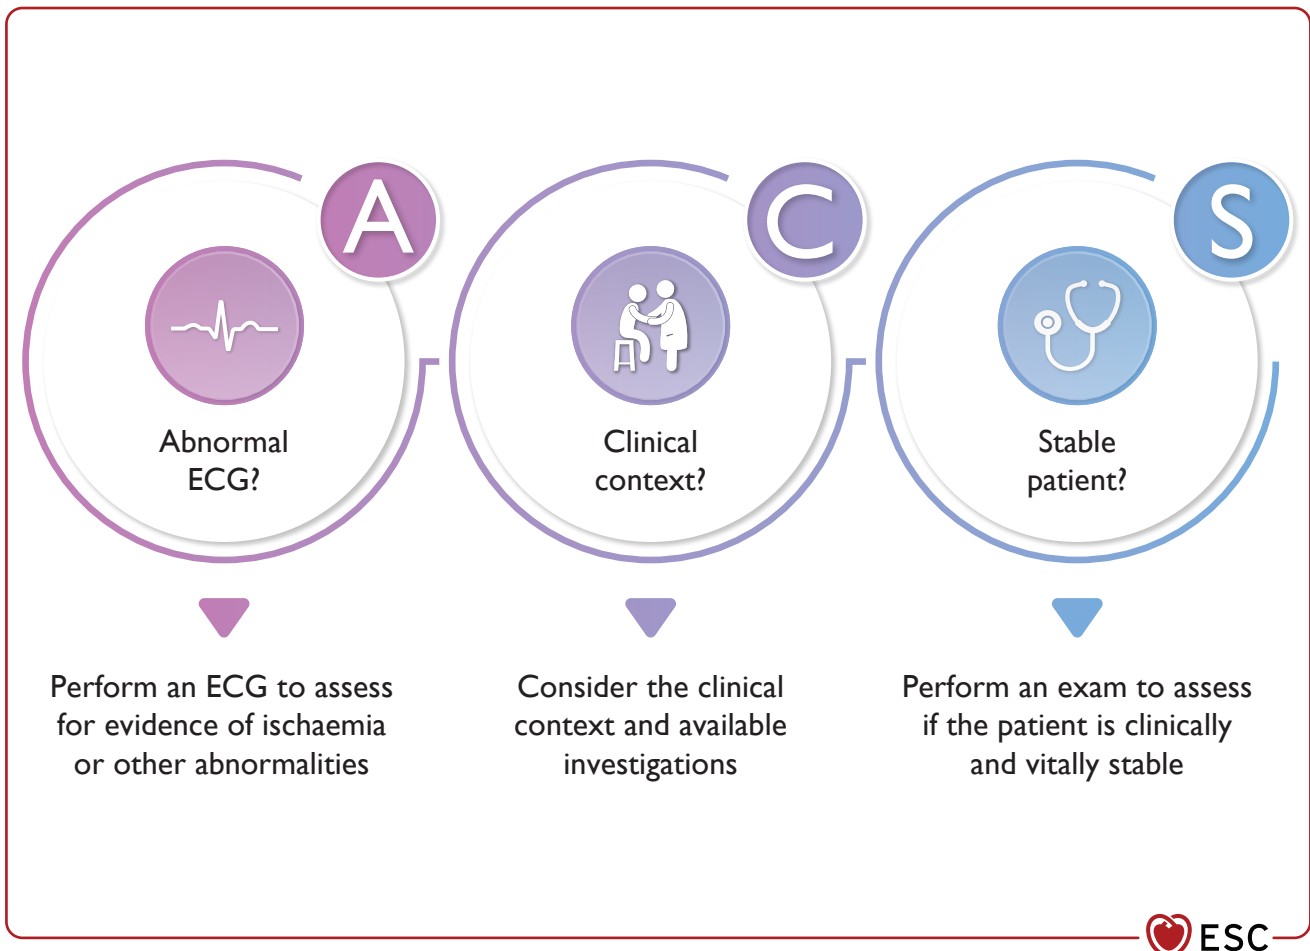 A
Abnormal
ECG?
Perform an ECG to assess
for evidence of ischaemia
or other abnormalities
C
Clinical
context?
Consider the clinical
context and available
investigations
S
Stable
patient?
Perform an exam to assess
if the patient is clinically
and vitally stable
ESC